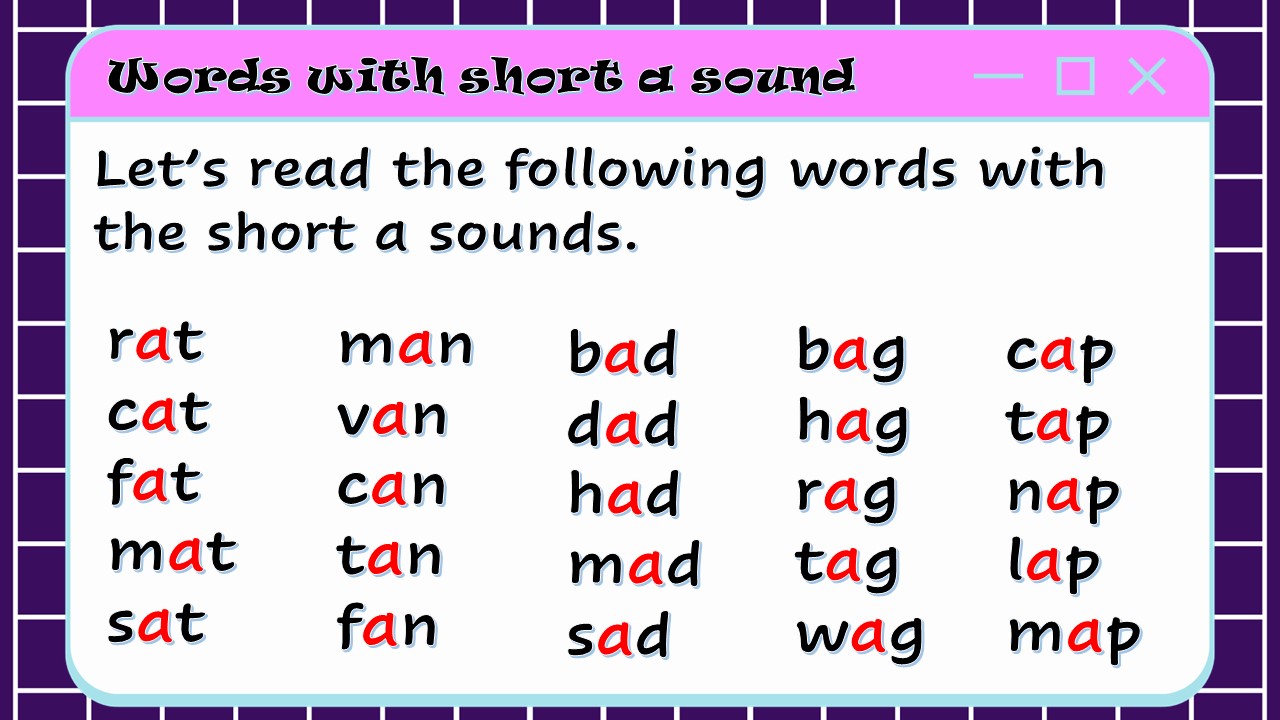 Words with short a sound
Let's read the following words with
the short a sounds.
rat man bad bag cap
cat van dad hag tap
fat can had rag nap
mat tan mad tag lap
sat fan sad wag map